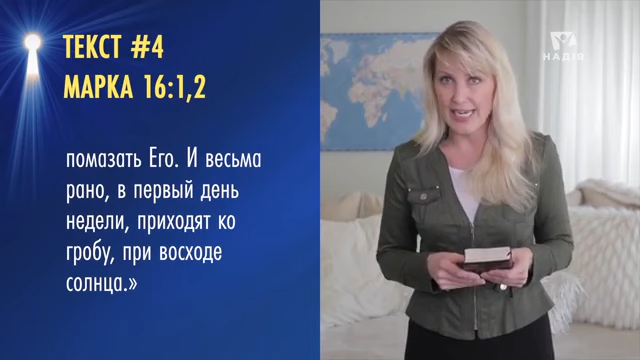 ТЕКСТ #4
МАРКА 16:1,2
помазать Его. И весьма
рано, в первый день
недели, приходят ко
гробу, при восходе
солнца.»
НАДІЯ